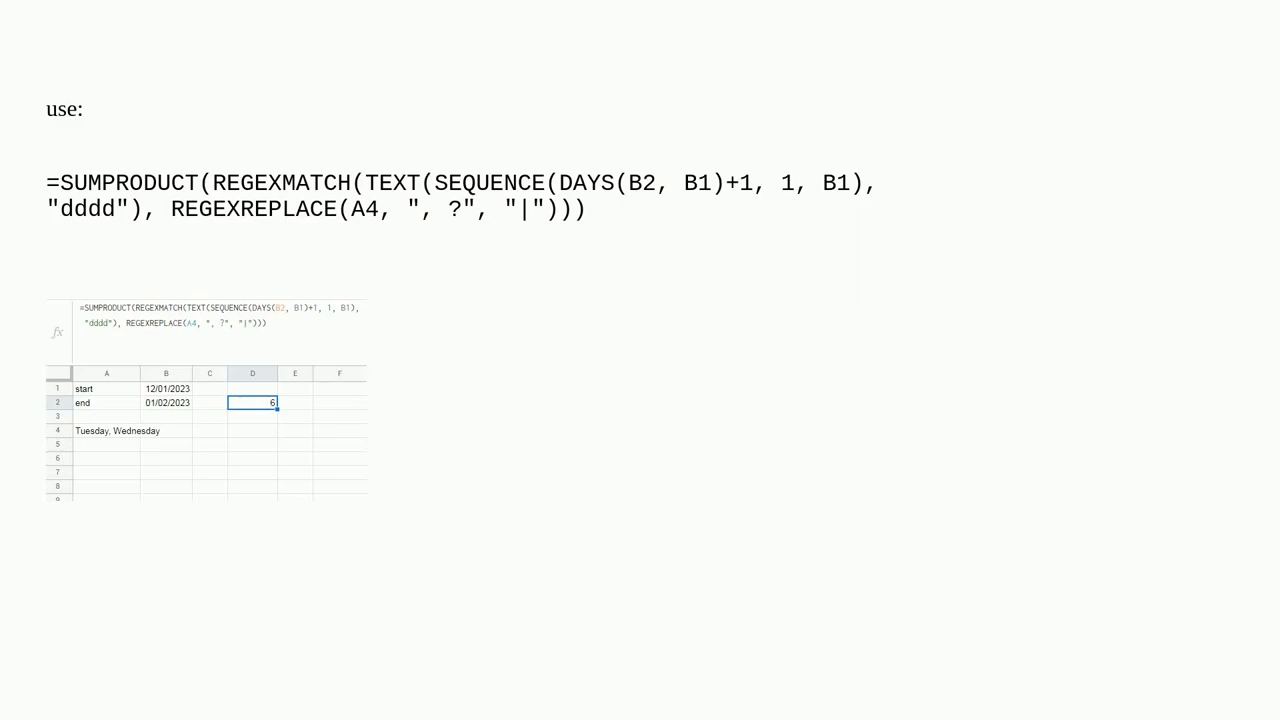 use:
=SUMPRODUCT(REGEXMATCH(TEXT(SEQUENCE(DAYS(B2, B1)+1, 1, B1),
"dddd"), REGEXREPLACE(A4, ", ?", "|")))
=SUMPRODUCT(REGEXMATCH(TEXT(SEQUENCE(DAYS(B2, B1)+1, 1, B1),
fx
"dddd"), REGEXREPLACE(A4, ", ?", "|")))
A B C D E F
1 start 12/01/2023
2 end 01/02/2023 6
3
4 Tuesday, Wednesday
5
6
7
8
9